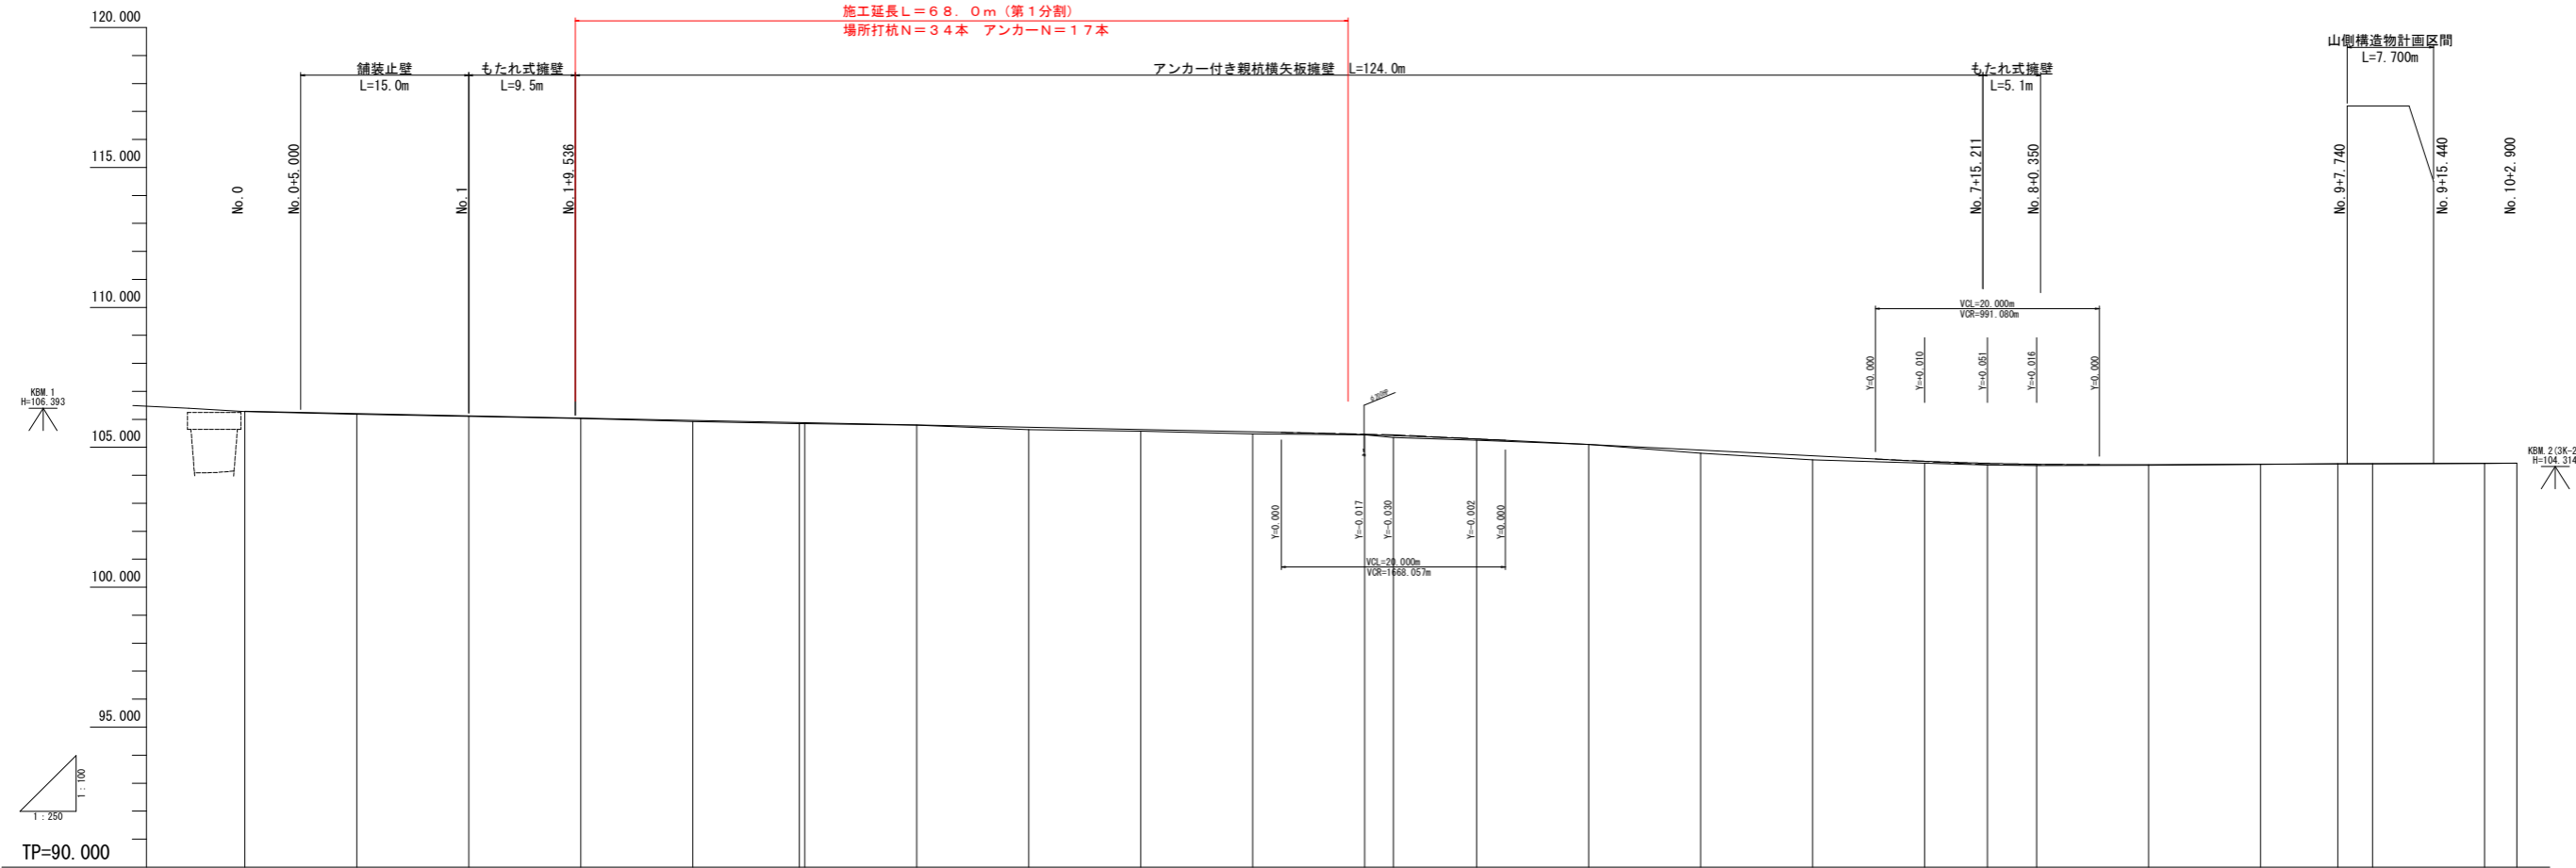 120.000
施工延長Ｌ＝６８．０ｍ（第１分割）
場所打杭Ｎ＝３４本　アンカーＮ＝１７本
山側構造物計画区間
L=7.700m
舗装止壁
L=15.0m
もたれ式擁壁
L=9.5m
アンカー付き親杭横矢板擁壁　L=124.0m
もたれ式擁壁
L=5.1m
115.000
No.0
No.0+5.000
No.1
No.1+9.536
No.7+15.211
No.8+0.350
No.9+7.740
No.9+15.440
No.10+2.900
110.000
VCL=20.000m
VCR=991.080m
Y=0.000
Y=+0.010
Y=+0.051
Y=+0.016
Y=0.000
KBM.1
H=106.393
105.000
KBM.2(3K-2
H=104.314
Y=0.000
Y=-0.017
Y=-0.030
Y=-0.002
Y=0.000
VCL=20.000m
VCR=1668.057m
100.000
95.000
1:100
1:250
TP=90.000